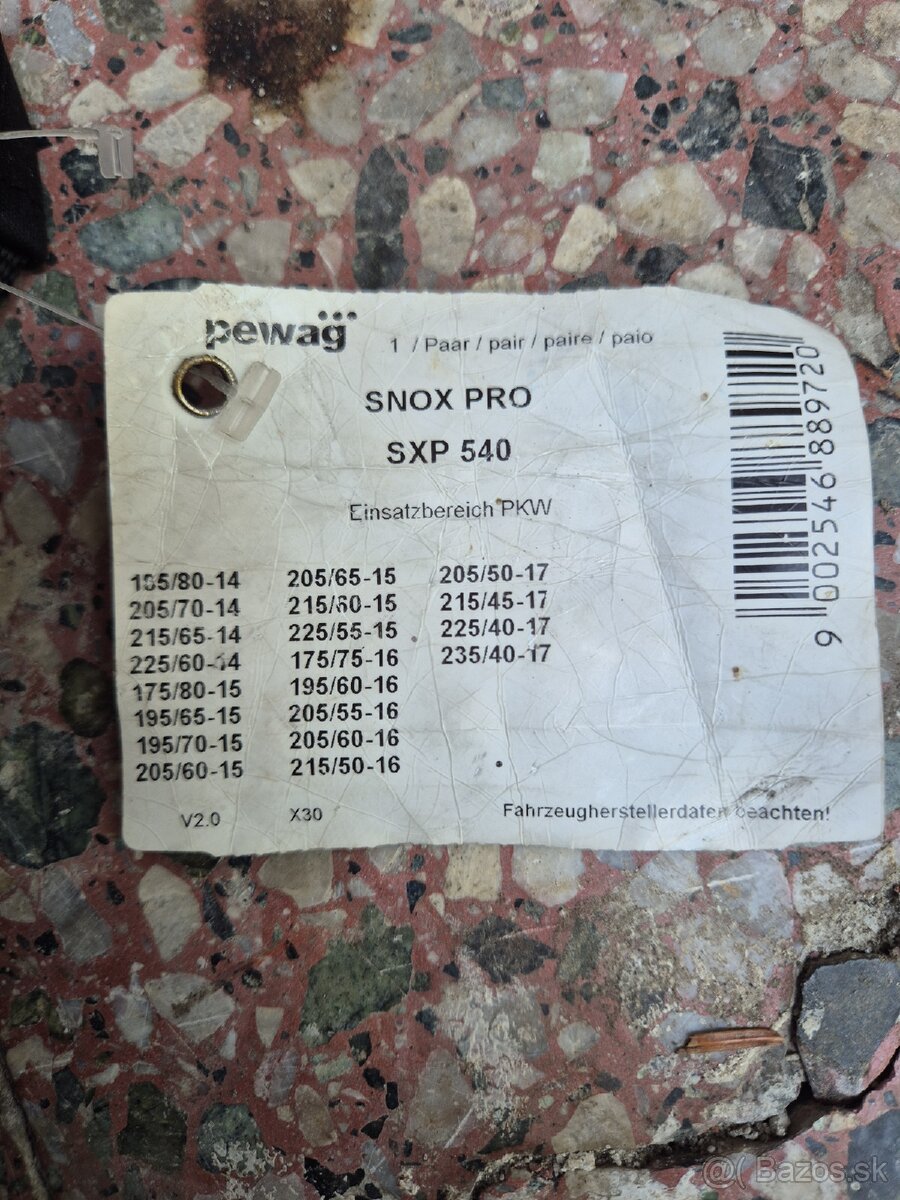 pewag
1 / Paar / pair / paire / paio
SNOX PRO
SXP 540
Einsatzbereich PKW
205/65-15 205/50-17
205/70-14 215/60-15 215/45-17
215/65-14 225/55-15 225/40-17
225/60-14 175/75-16 235/40-17
175/80-15 195/60-16
195/65-15 205/55-16
195/70-15 205/60-16
205/60-15 215/50-16
V2.0 X30
Fahrzeugherstellerdaten beachten!
9 002546 889720
@( Bazos.sk